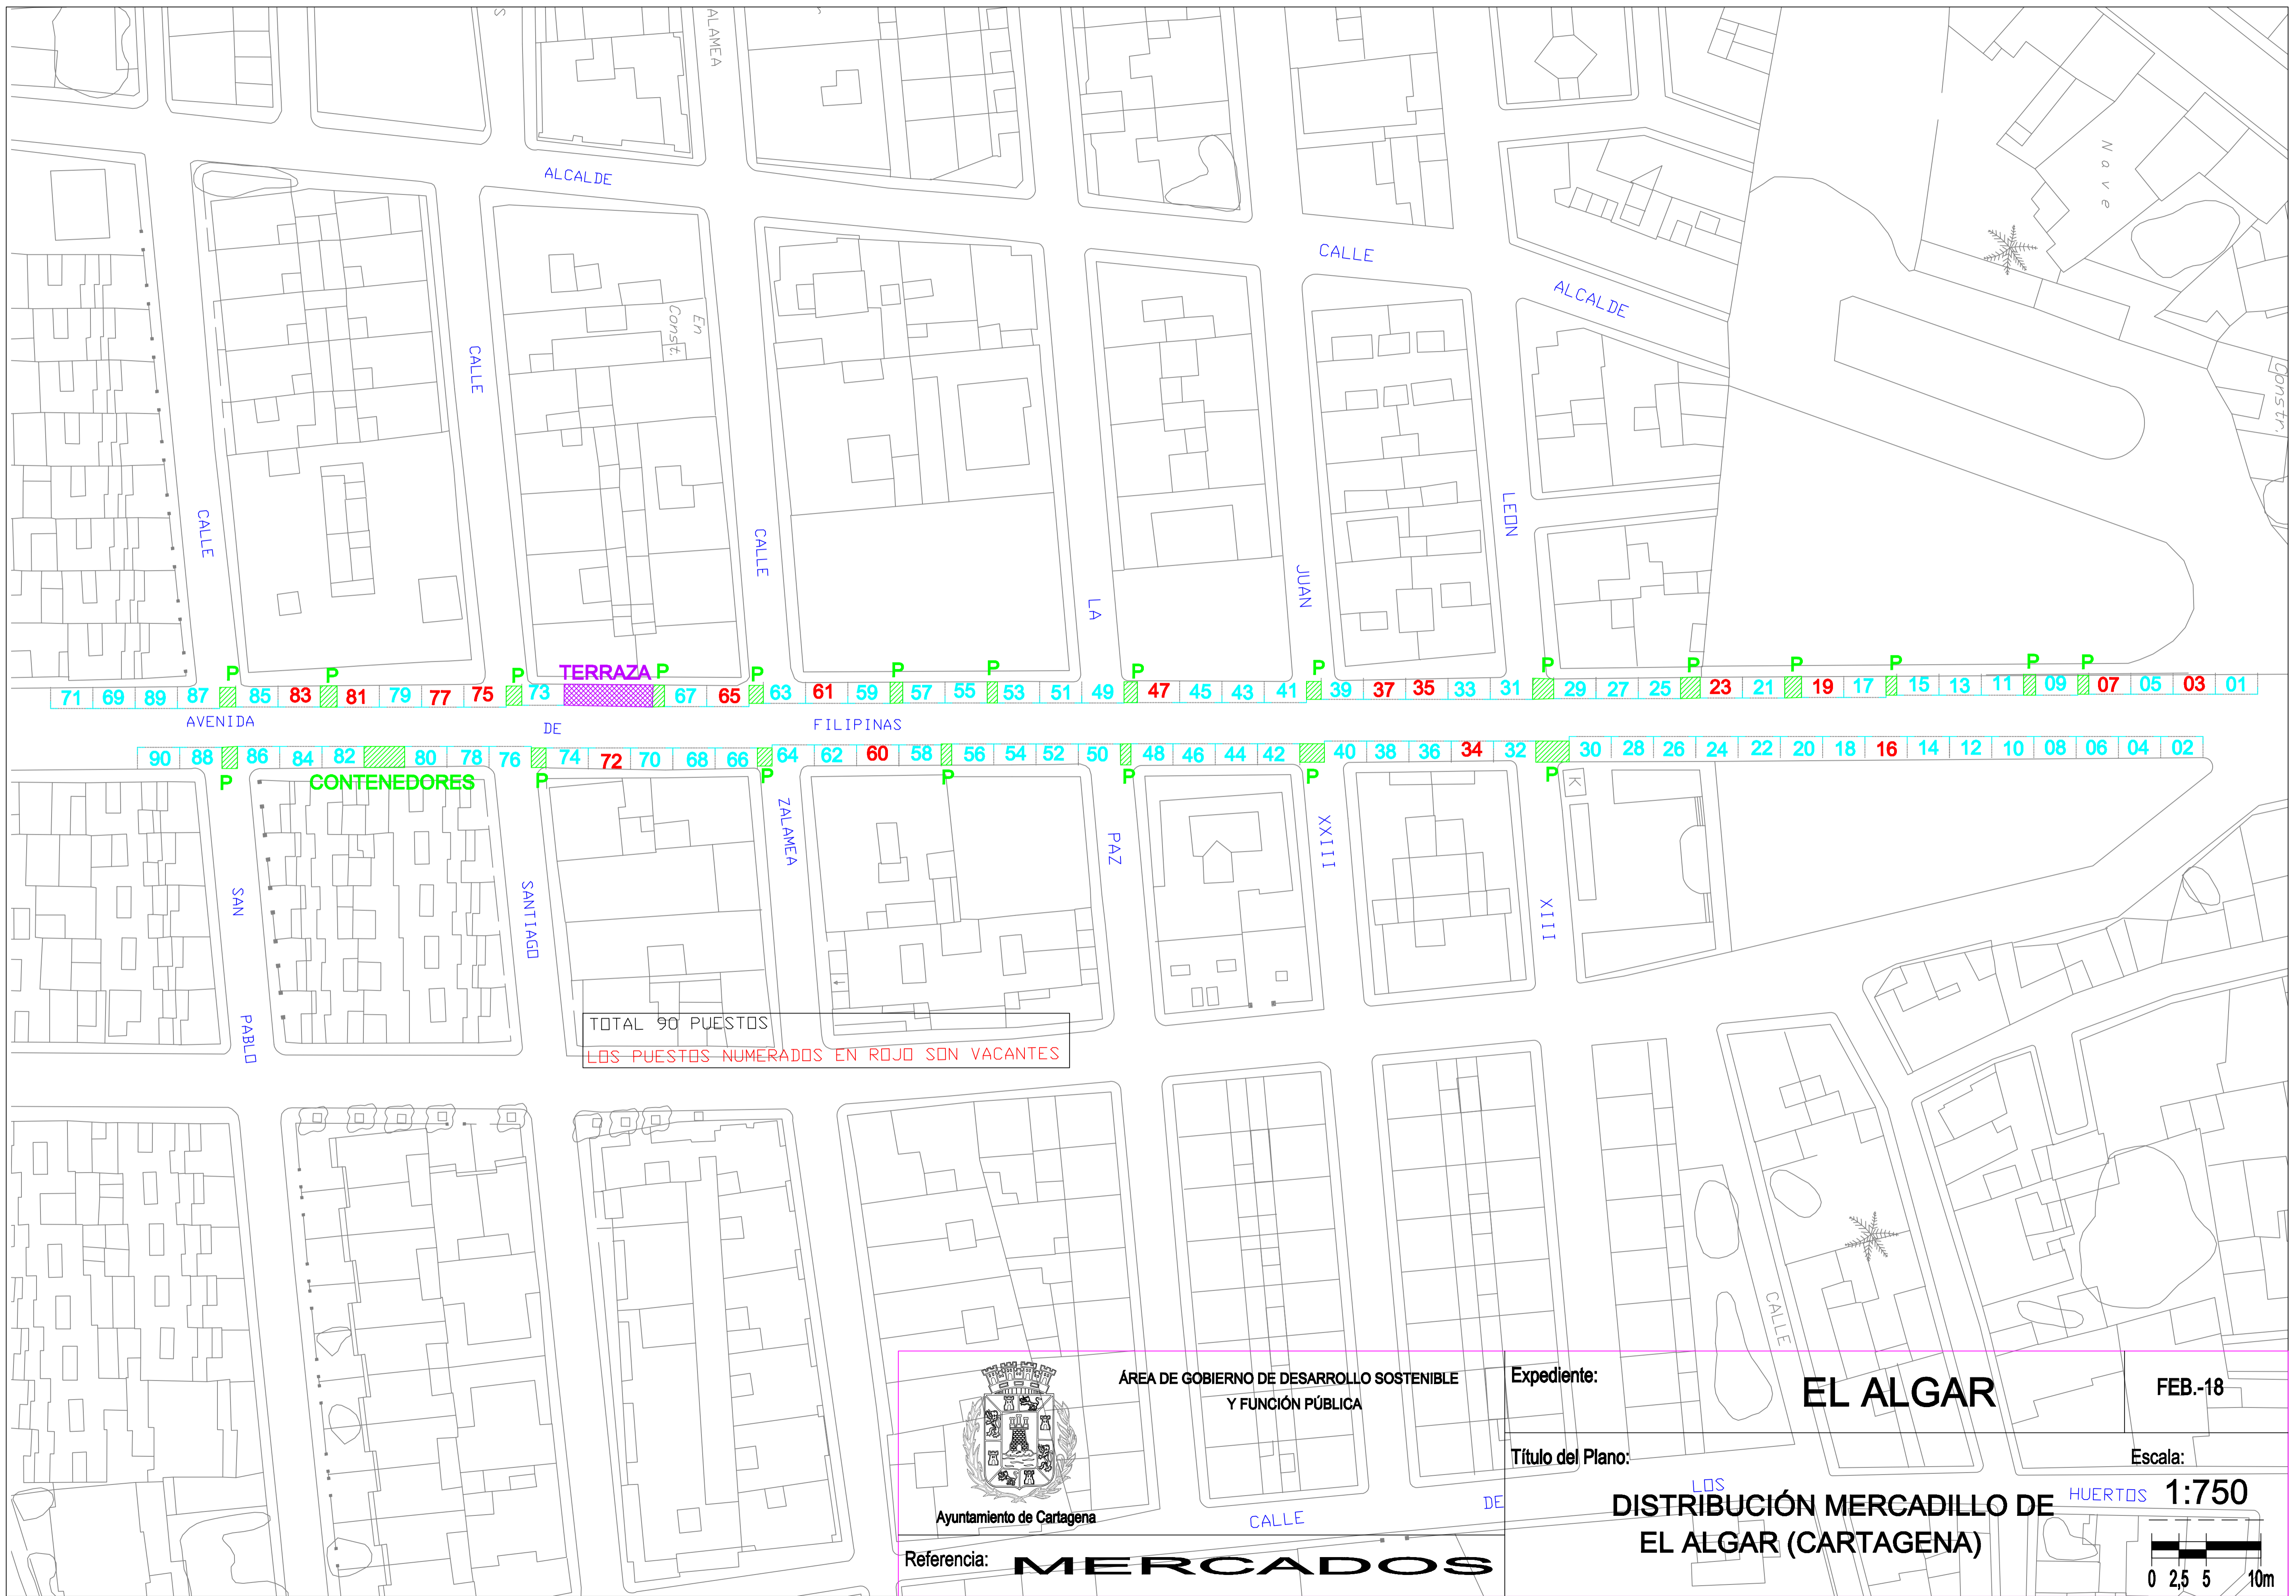 ALAMEA
ALCALDE
CALLE
ALCALDE
Nave
En
Const.
Constr.
CALLE
CALLE
CALLE
LA
JUAN
LEON
P P P TERRAZA P P P P P P P P P P P P
71 69 89 87 85 83 81 79 77 75 73 67 65 63 61 59 57 55 53 51 49 47 45 43 41 39 37 35 33 31 29 27 25 23 21 19 17 15 13 11 09 07 05 03 01
AVENIDA DE FILIPINAS
90 88 86 84 82 80 78 76 74 72 70 68 66 64 62 60 58 56 54 52 50 48 46 44 42 40 38 36 34 32 30 28 26 24 22 20 18 16 14 12 10 08 06 04 02
P CONTENEDORES P P P P P P
K
SAN
PABLO
SANTIAGO
ZALAMEA
PAZ
XXIII
XIII
TOTAL 90 PUESTOS
LOS PUESTOS NUMERADOS EN ROJO SON VACANTES
CALLE
ÁREA DE GOBIERNO DE DESARROLLO SOSTENIBLE
Y FUNCIÓN PÚBLICA
Ayuntamiento de Cartagena
Expediente:
EL ALGAR
FEB.-18
Título del Plano:
Escala:
1:750
CALLE DE LOS HUERTOS
DISTRIBUCIÓN MERCADILLO DE
EL ALGAR (CARTAGENA)
0 2,5 5 10m
Referencia:
MERCADOS